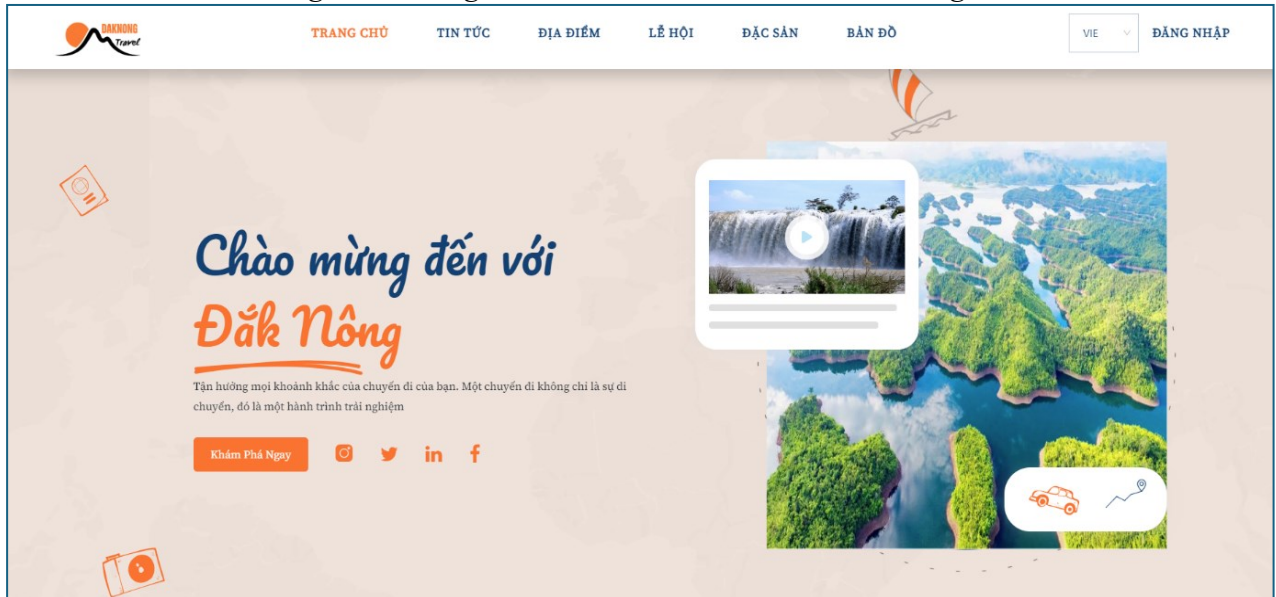 DAKNONG
Travel
TRANG CHỦ
TIN TỨC
ĐỊA ĐIỂM
LỄ HỘI
ĐẶC SẢN
BẢN ĐỒ
VIE
ĐĂNG NHẬP
Chào mừng đến với
Đắk Nông
Tận hưởng mọi khoảnh khắc của chuyến đi của bạn. Một chuyến đi không chỉ là sự di
chuyển, đó là một hành trình trải nghiệm
Khám Phá Ngay